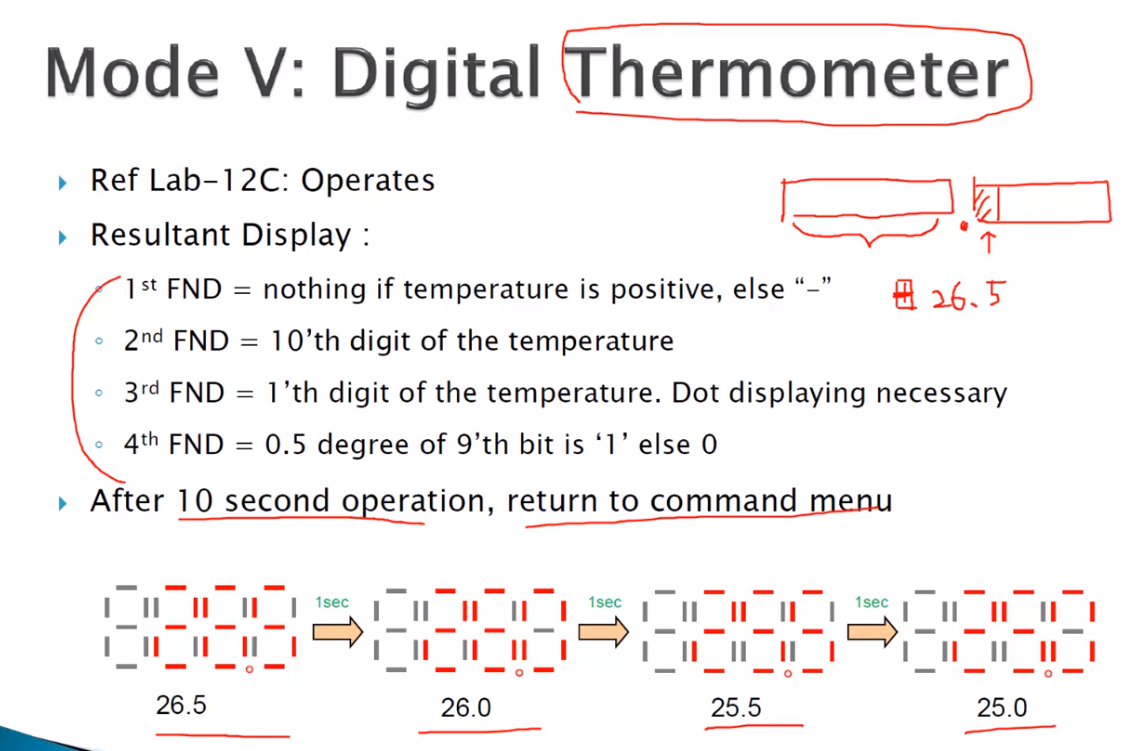 Mode V: Digital Thermometer
Ref Lab-12C: Operates
Resultant Display :
1st FND = nothing if temperature is positive, else “-”
26.5
2nd FND = 10’th digit of the temperature
3rd FND = 1’th digit of the temperature. Dot displaying necessary
4th FND = 0.5 degree of 9’th bit is ‘1’ else 0
After 10 second operation, return to command menu
1sec 1sec 1sec
26.5 26.0 25.5 25.0